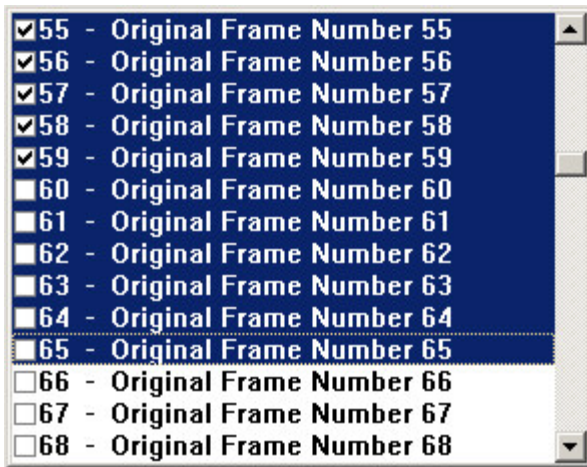 55 - Original Frame Number 55
56 - Original Frame Number 56
57 - Original Frame Number 57
58 - Original Frame Number 58
59 - Original Frame Number 59
60 - Original Frame Number 60
61 - Original Frame Number 61
62 - Original Frame Number 62
63 - Original Frame Number 63
64 - Original Frame Number 64
65 - Original Frame Number 65
66 - Original Frame Number 66
67 - Original Frame Number 67
68 - Original Frame Number 68